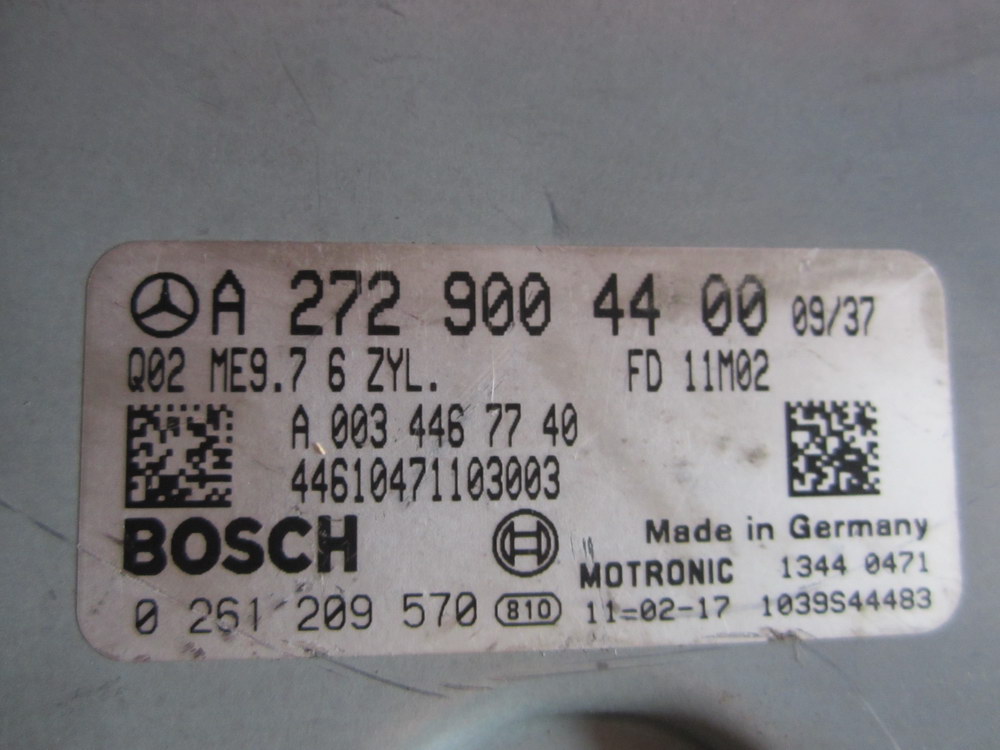 A 272 900 44 00 09/37
Q02 ME9.7 6 ZYL. FD 11M02
A 003 446 77 40
44610471103003
BOSCH
Made in Germany
MOTRONIC 1344 0471
0 261 209 570 810 11-02-17 1039S44483